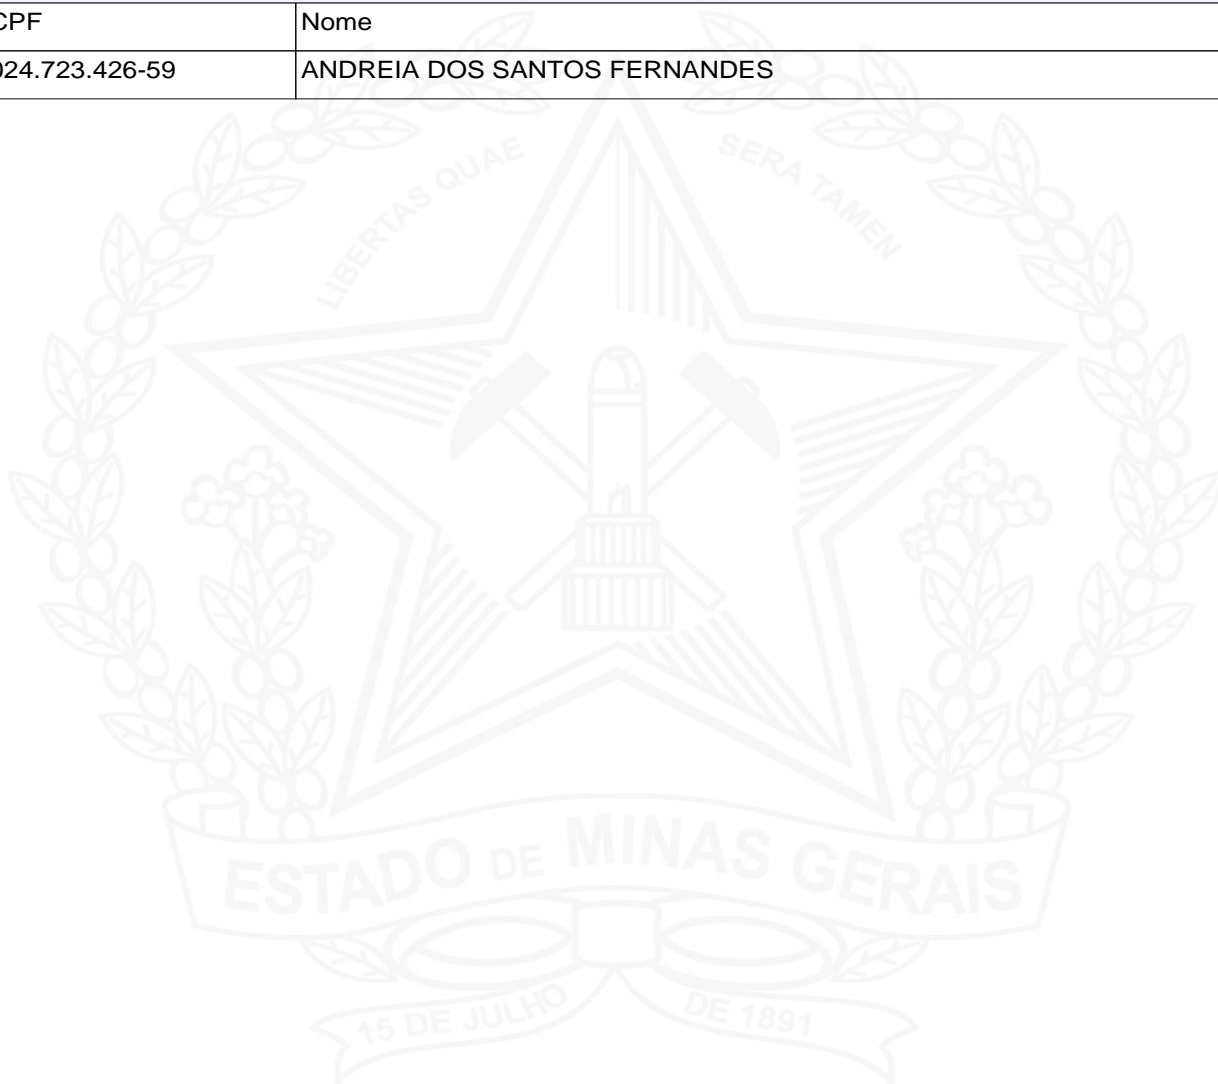 CPF Nome
024.723.426-59 ANDREIA DOS SANTOS FERNANDES
LIBERTAS QUAE SERA TAMEN
ESTADO DE MINAS GERAIS
15 DE JULHO DE 1891